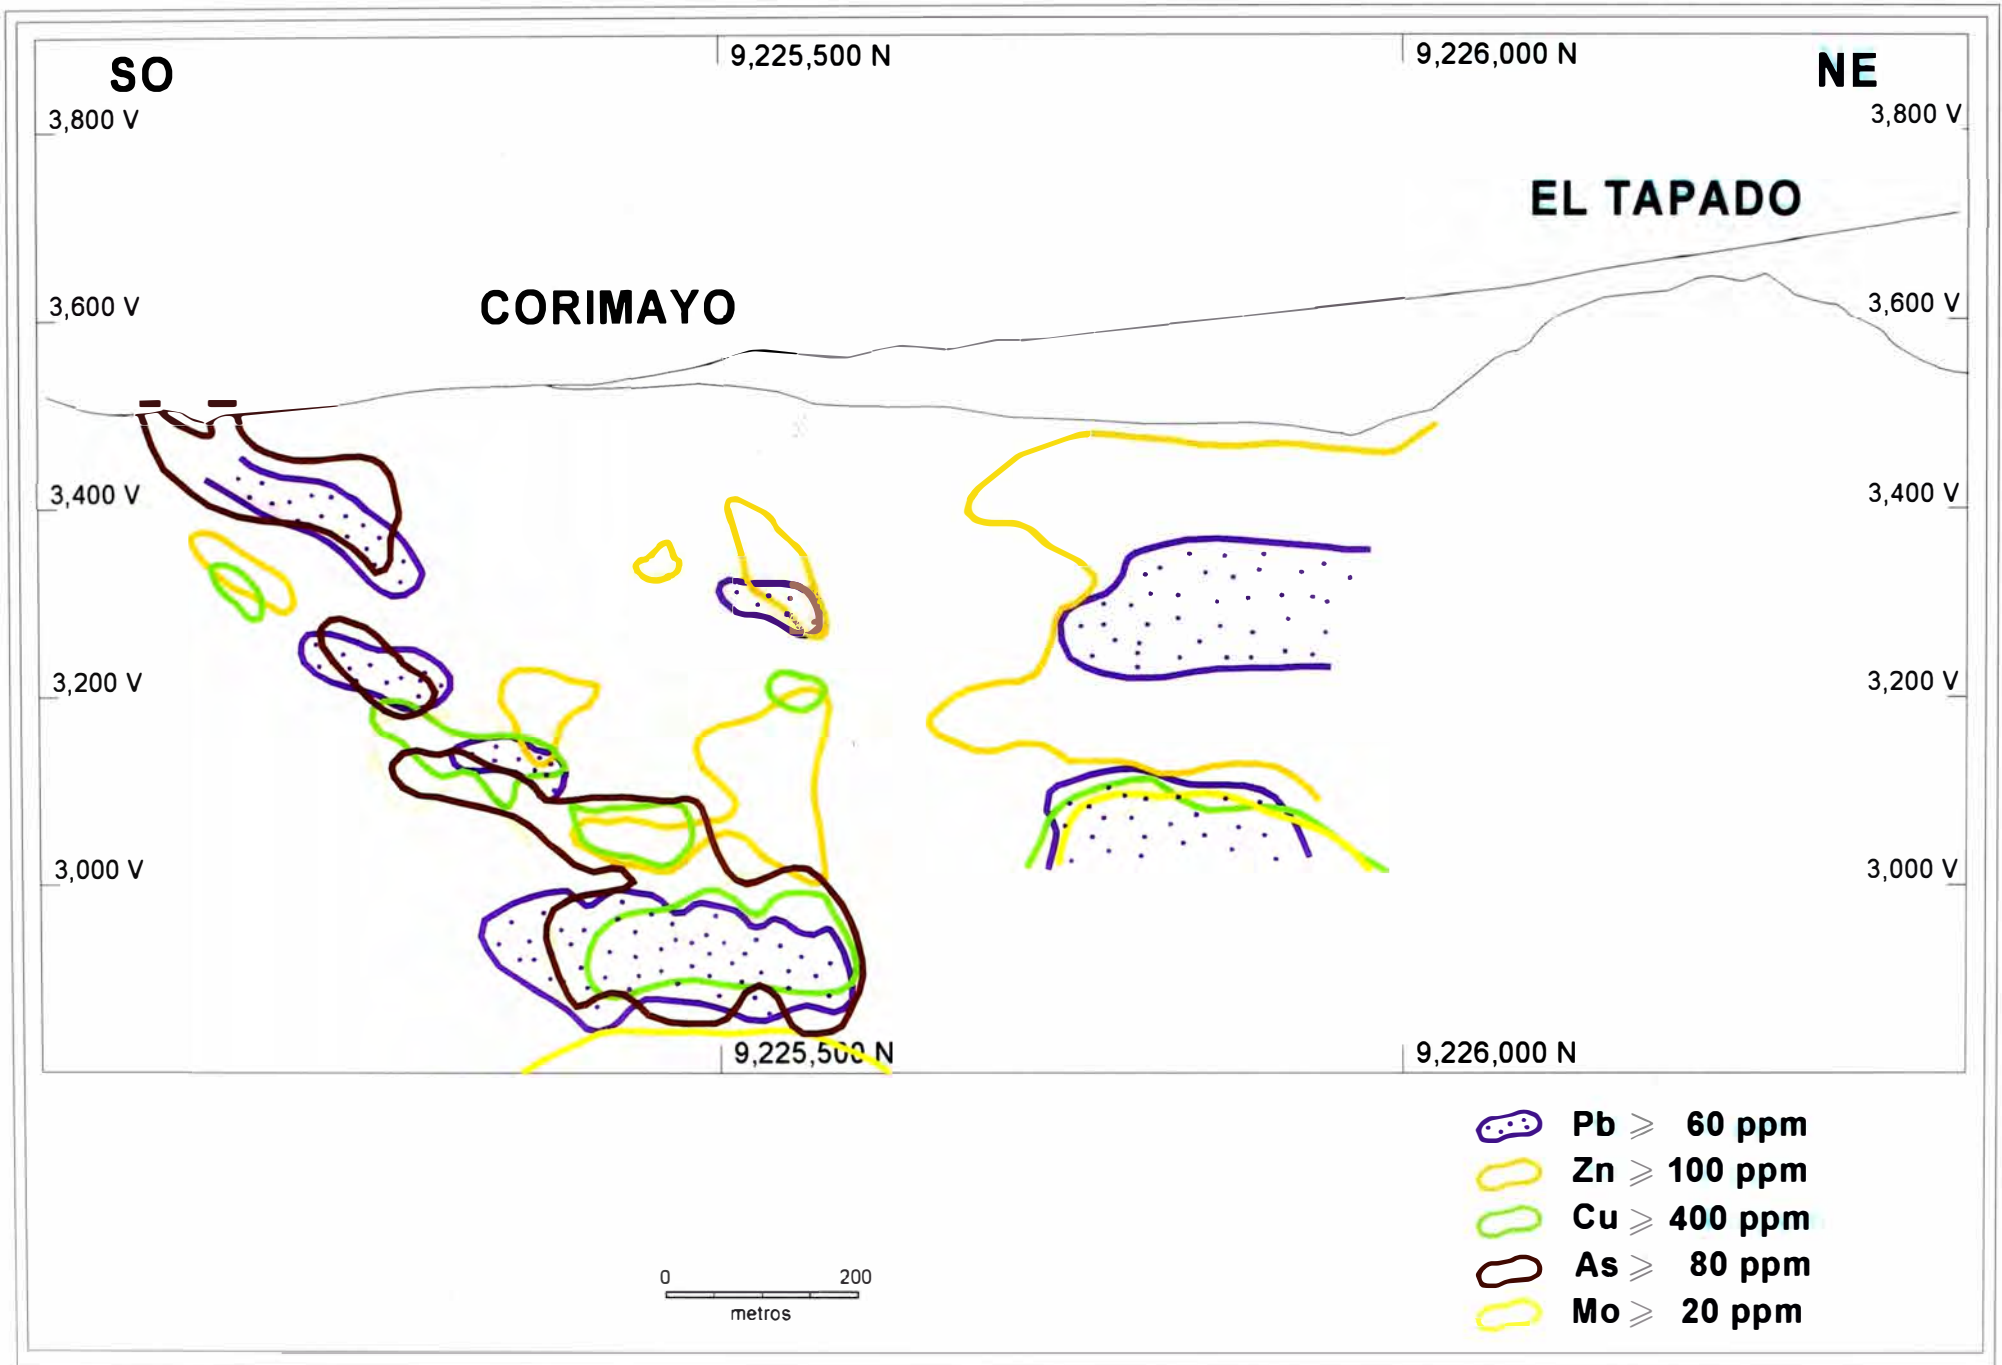 9,225,500 N
9,226,000 N
SO
NE
3,800 V
3,800 V
EL TAPADO
CORIMAYO
3,600 V
3,600 V
3,400 V
3,400 V
3,200 V
3,200 V
3,000 V
3,000 V
9,225,500 N
9,226,000 N
Pb ⩾ 60 ppm
Zn ⩾ 100 ppm
Cu ⩾ 400 ppm
As ⩾ 80 ppm
Mo ⩾ 20 ppm
0 200
metros